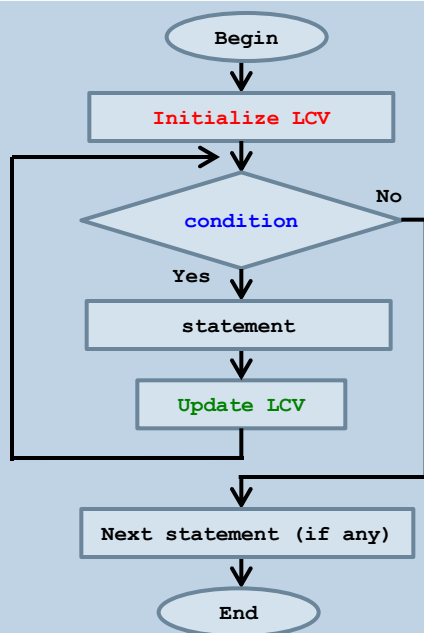 Begin
Initialize LCV
No
condition
Yes
statement
Update LCV
Next statement (if any)
End